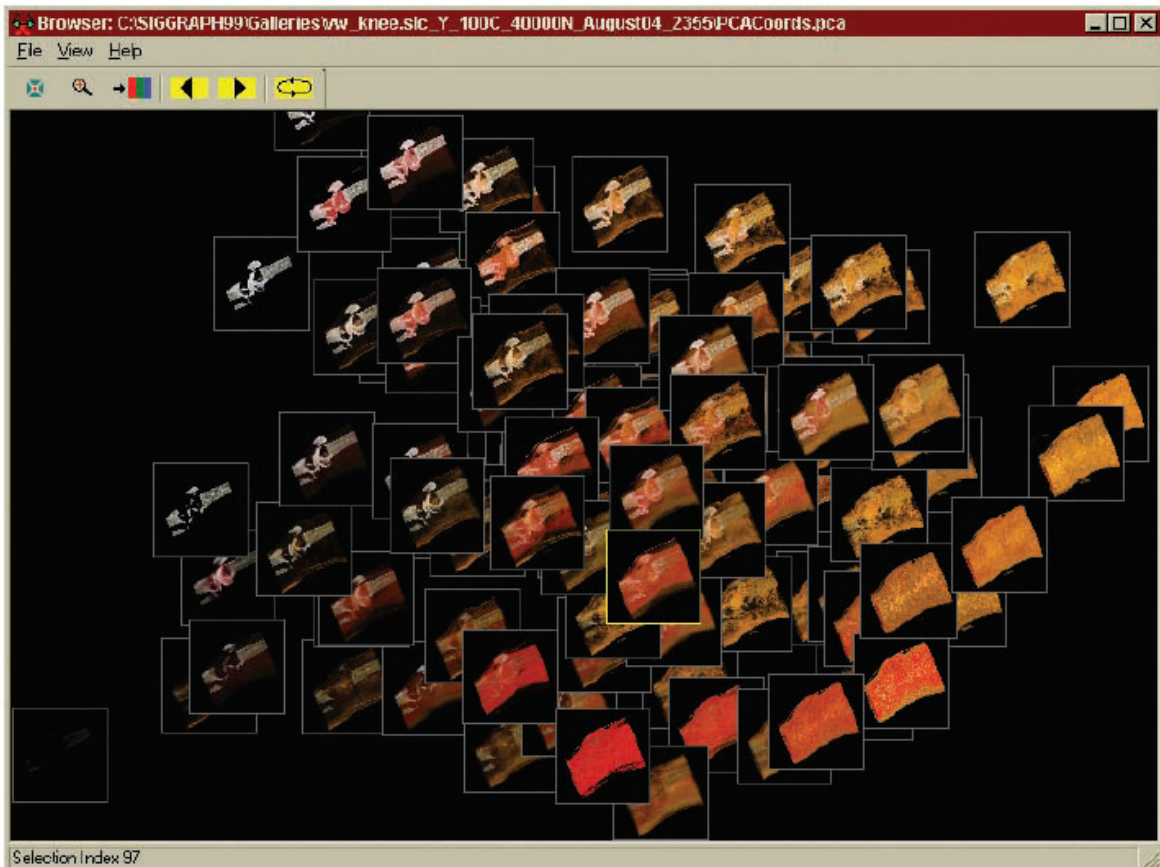 Browser: C:\SIGGRAPH99\Galleries\vw_knee.slc_Y_100C_40000N_August04_2355\PCACoords.pca
File View Help
Selection Index 97